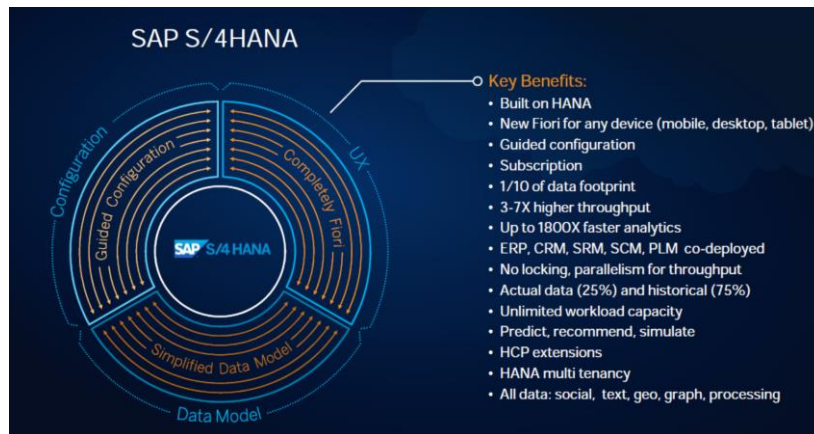 SAP S/4HANA
Configuration
Guided Configuration
Completely Fiori
UX
SAP S/4 HANA
Simplified Data Model
Data Model
Key Benefits:
• Built on HANA
• New Fiori for any device (mobile, desktop, tablet)
• Guided configuration
• Subscription
• 1/10 of data footprint
• 3-7X higher throughput
• Up to 1800X faster analytics
• ERP, CRM, SRM, SCM, PLM co-deployed
• No locking, parallelism for throughput
• Actual data (25%) and historical (75%)
• Unlimited workload capacity
• Predict, recommend, simulate
• HCP extensions
• HANA multi tenancy
• All data: social, text, geo, graph, processing